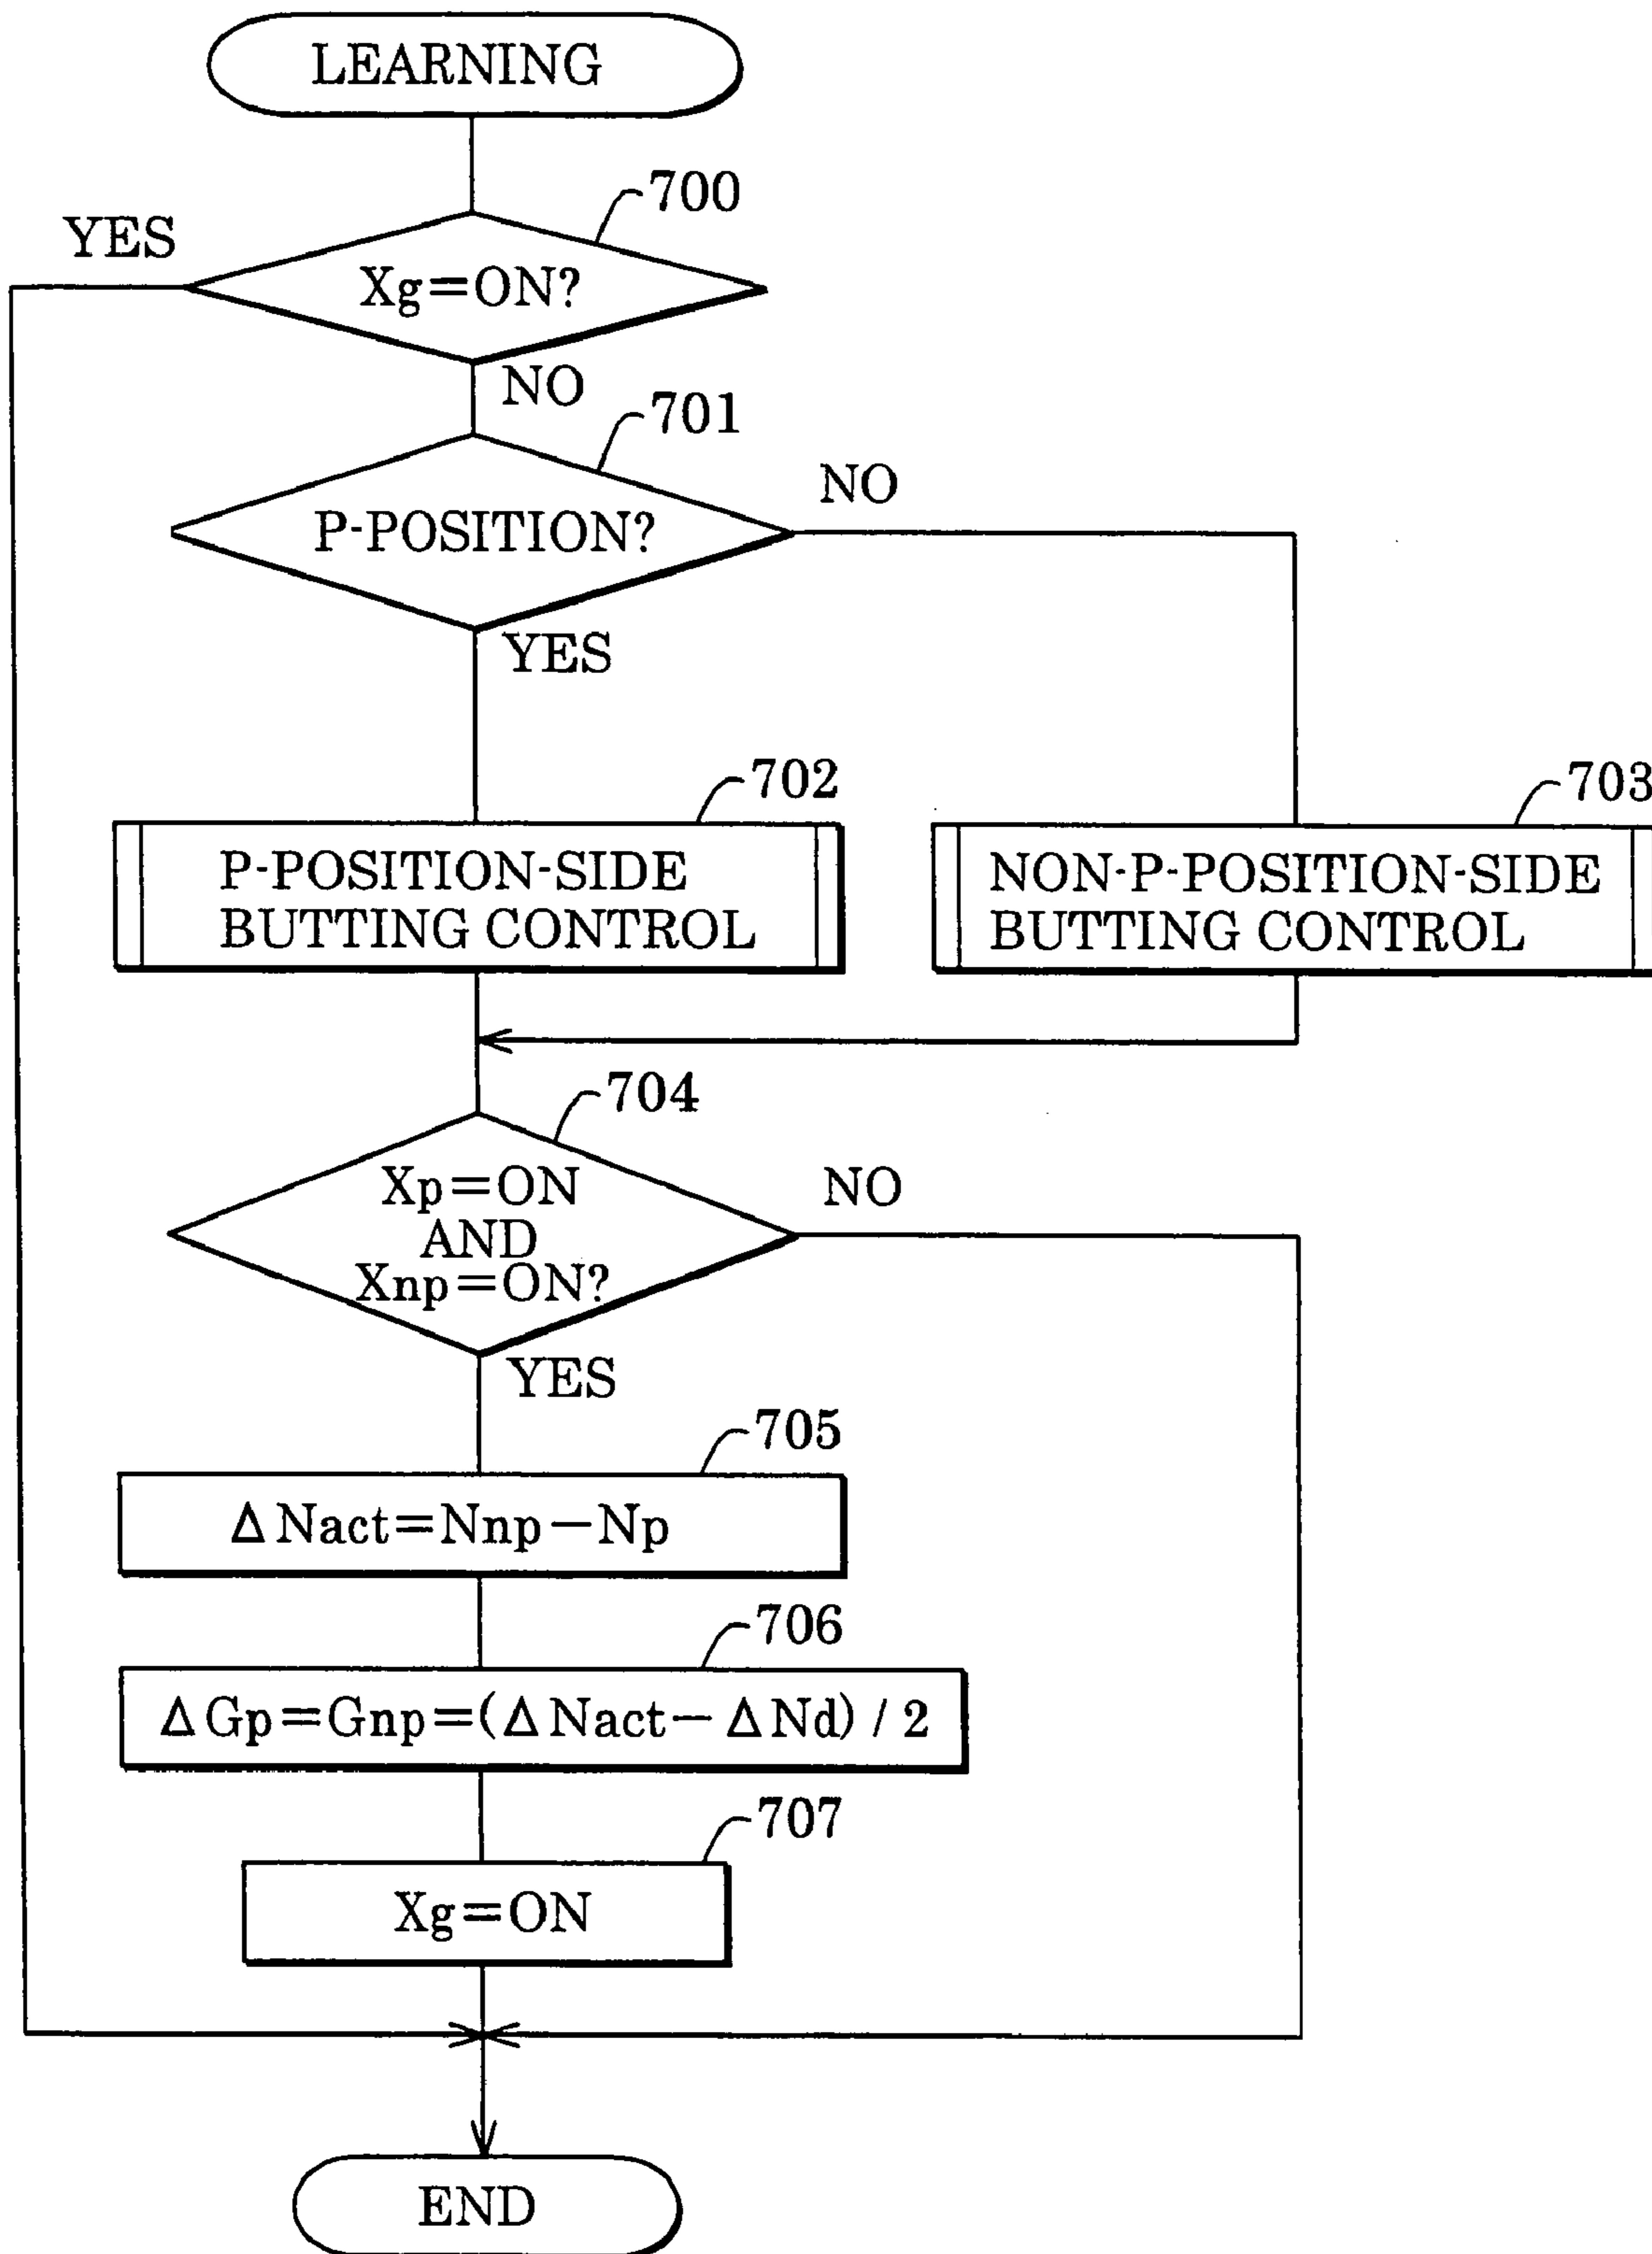 LEARNING
700
YES
Xg=ON?
NO
701
NO
P-POSITION?
YES
702
703
P-POSITION-SIDE
BUTTING CONTROL
NON-P-POSITION-SIDE
BUTTING CONTROL
704
Xp=ON
AND
Xnp=ON?
NO
YES
705
ΔNact=Nnp−Np
706
ΔGp=Gnp=(ΔNact−ΔNd)/2
707
Xg=ON
END